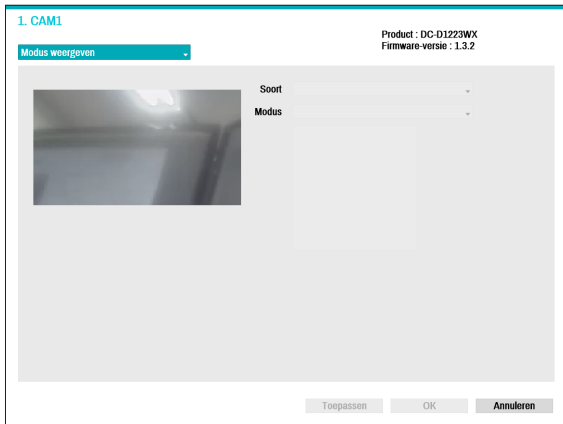 1. CAM1
Product : DC-D1223WX
Firmware-versie : 1.3.2
Modus weergeven
Soort
Modus
Toepassen
OK
Annuleren